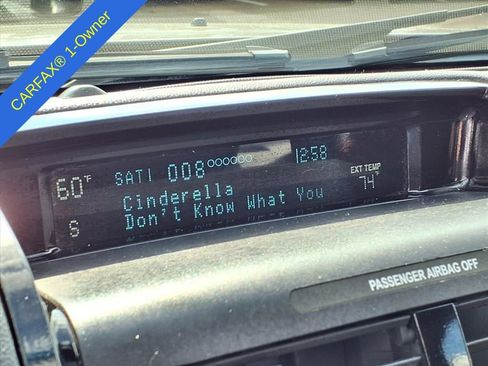 CARFAX® 1-Owner
60°F SAT1 008 12:58
EXT TEMP
Cinderella 74°F
S Don't Know What You
PASSENGER AIRBAG OFF